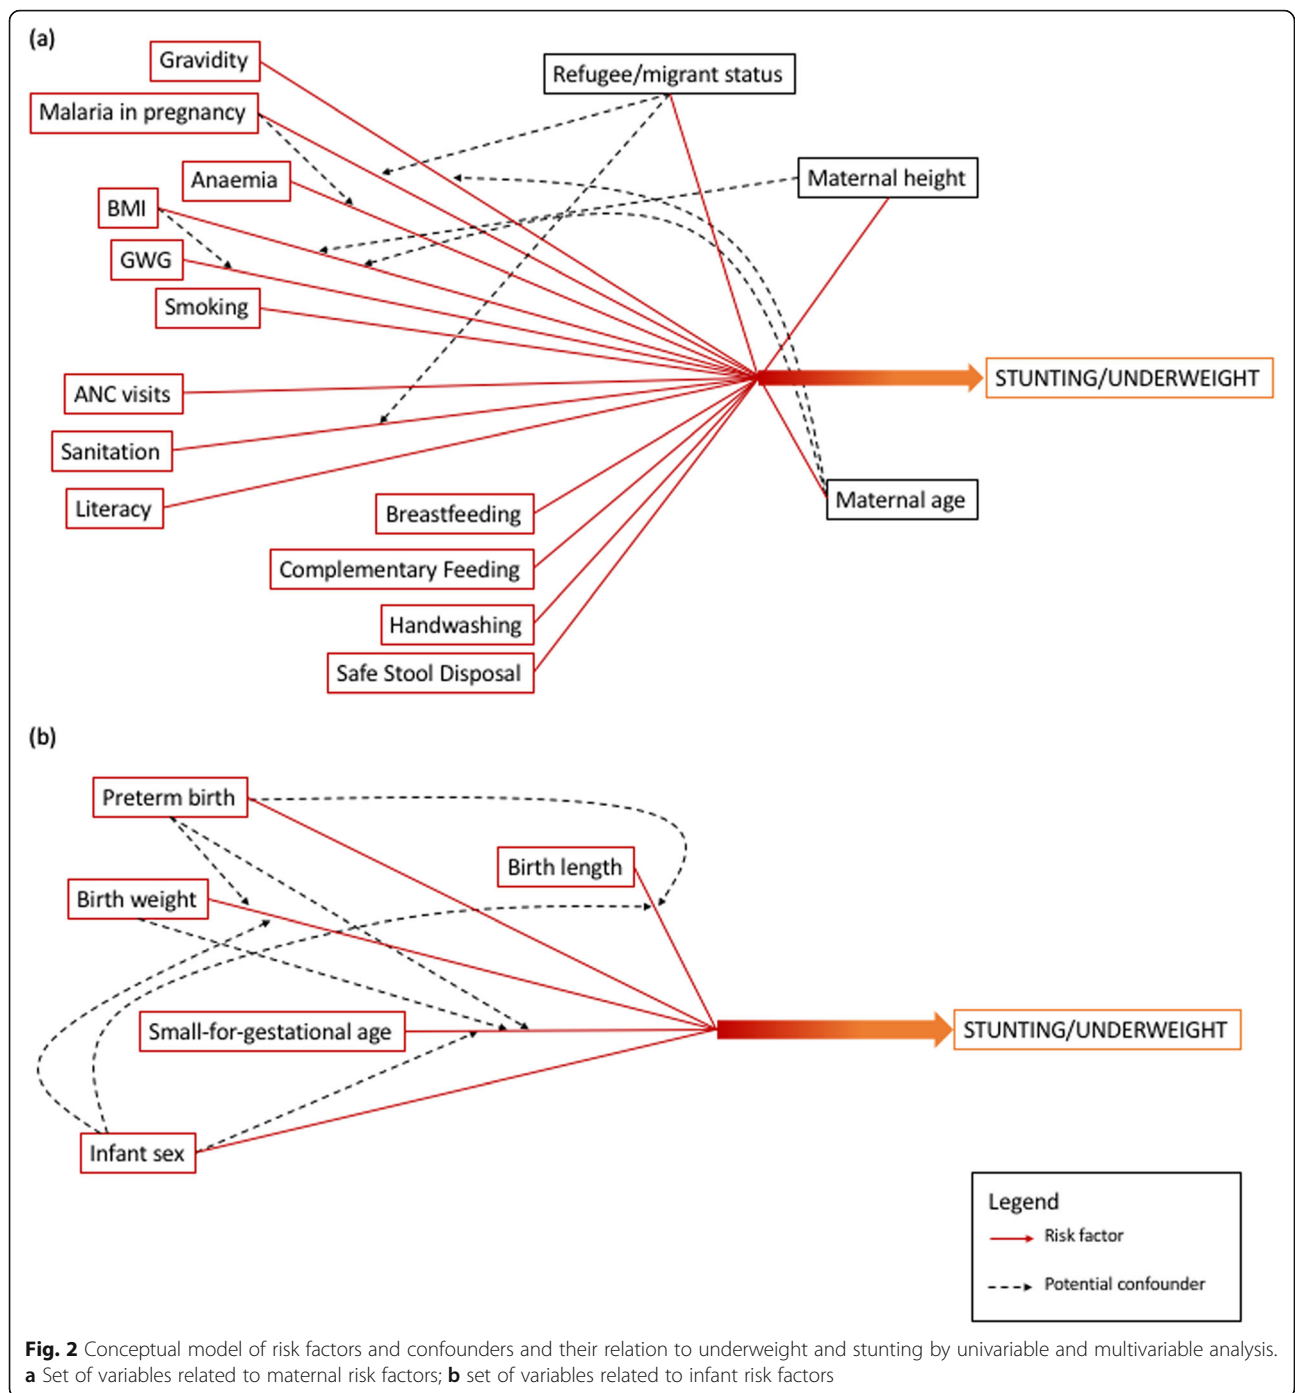 (a)
Gravidity
Refugee/migrant status
Malaria in pregnancy
Anaemia
Maternal height
BMI
GWG
Smoking
STUNTING/UNDERWEIGHT
ANC visits
Sanitation
Literacy
Maternal age
Breastfeeding
Complementary Feeding
Handwashing
Safe Stool Disposal
(b)
Preterm birth
Birth length
Birth weight
Small-for-gestational age
STUNTING/UNDERWEIGHT
Infant sex
Legend
Risk factor
Potential confounder
Fig. 2 Conceptual model of risk factors and confounders and their relation to underweight and stunting by univariable and multivariable analysis.
a Set of variables related to maternal risk factors; b set of variables related to infant risk factors